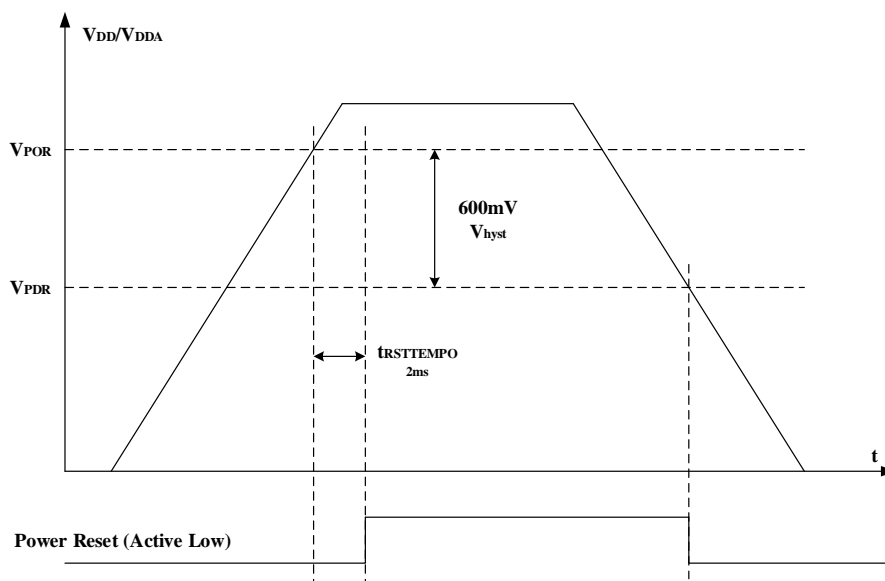 VDD/VDDA
VPOR
600mV
Vhyst
VPDR
tRSTTEMPO
2ms
t
Power Reset (Active Low)